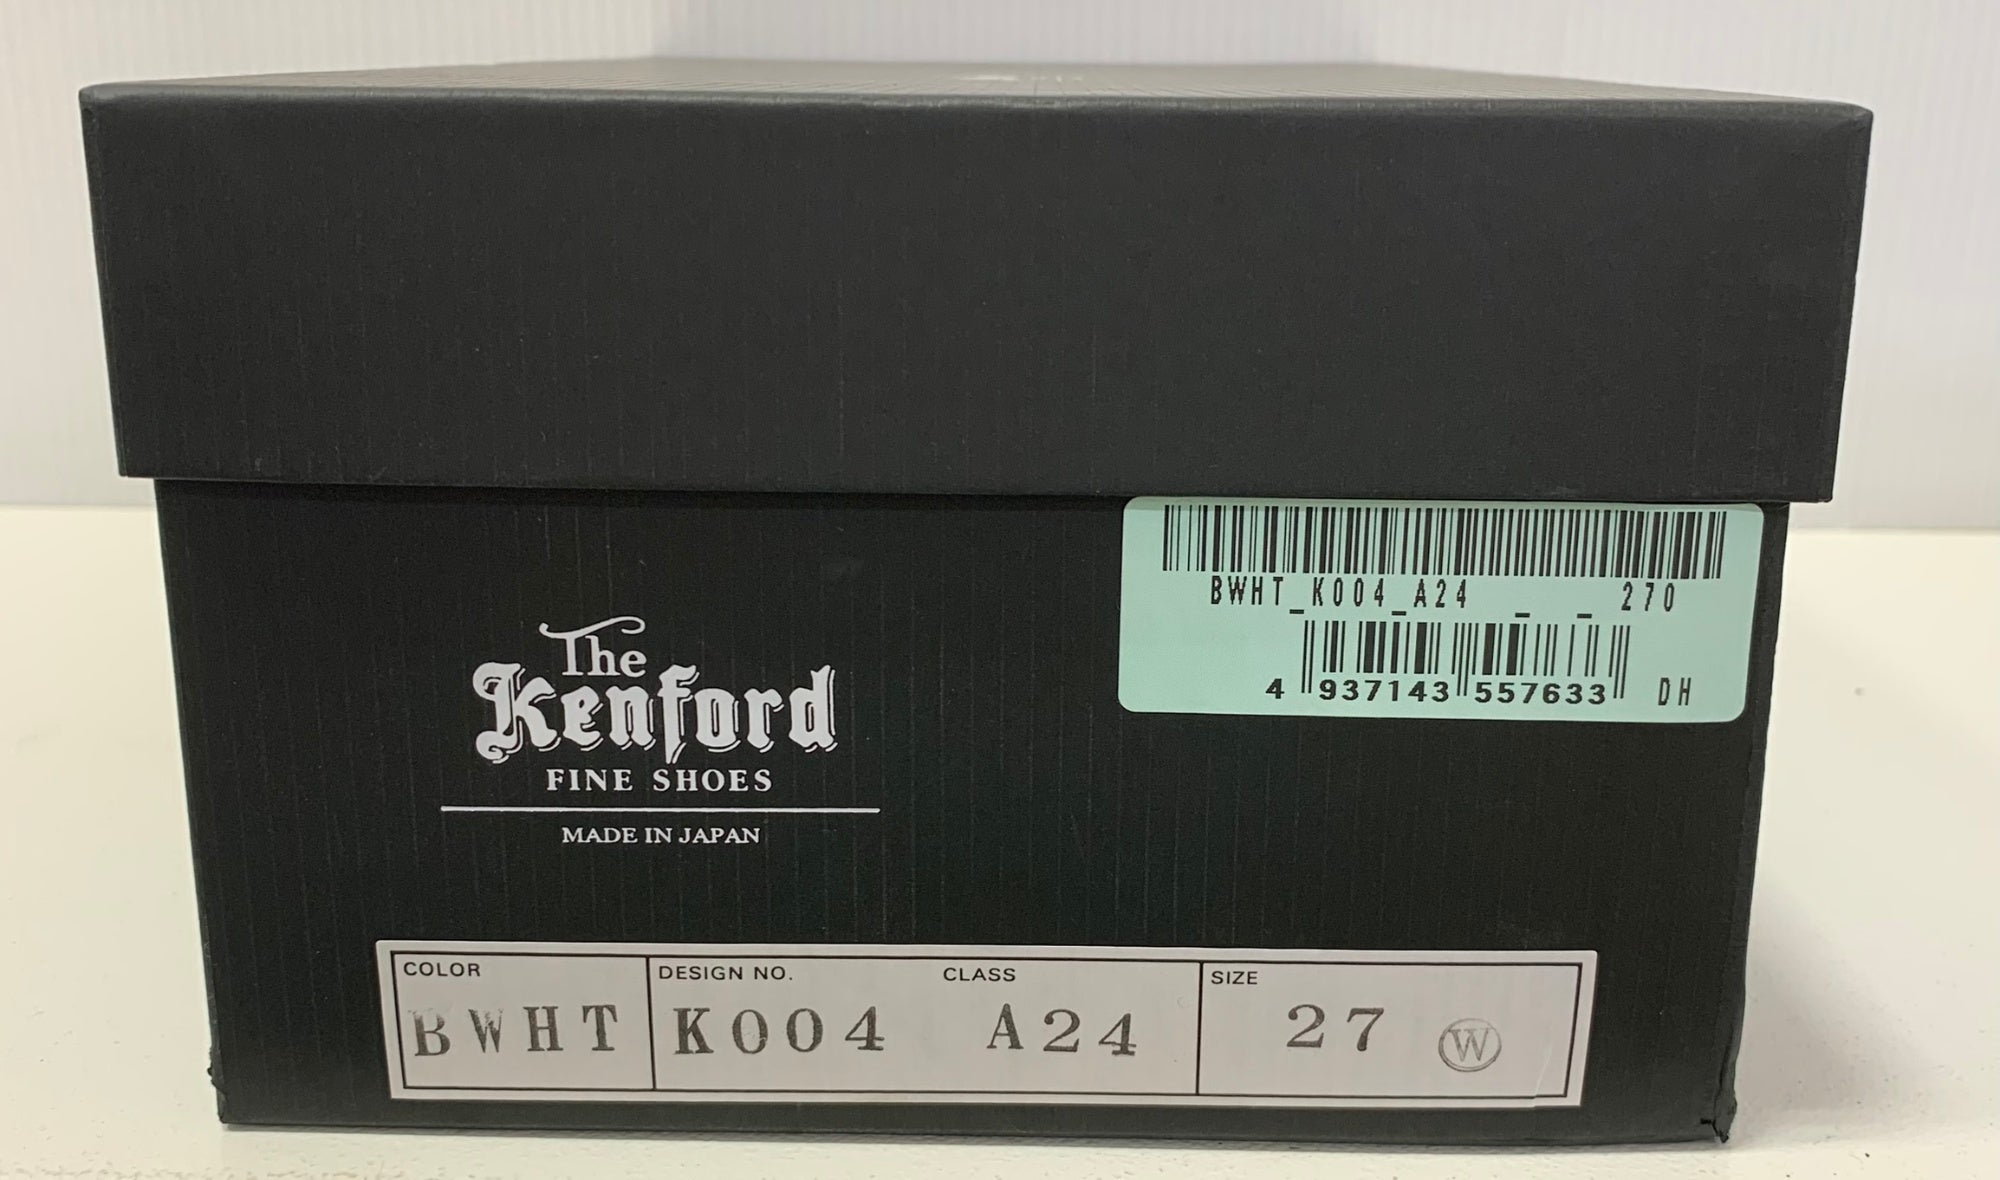 BWHT_K004_A24 _ _ 270
4 937143 557633 DH
The
Kenford
FINE SHOES
MADE IN JAPAN
COLOR DESIGN NO. CLASS SIZE
BWHT K004 A24 27 W